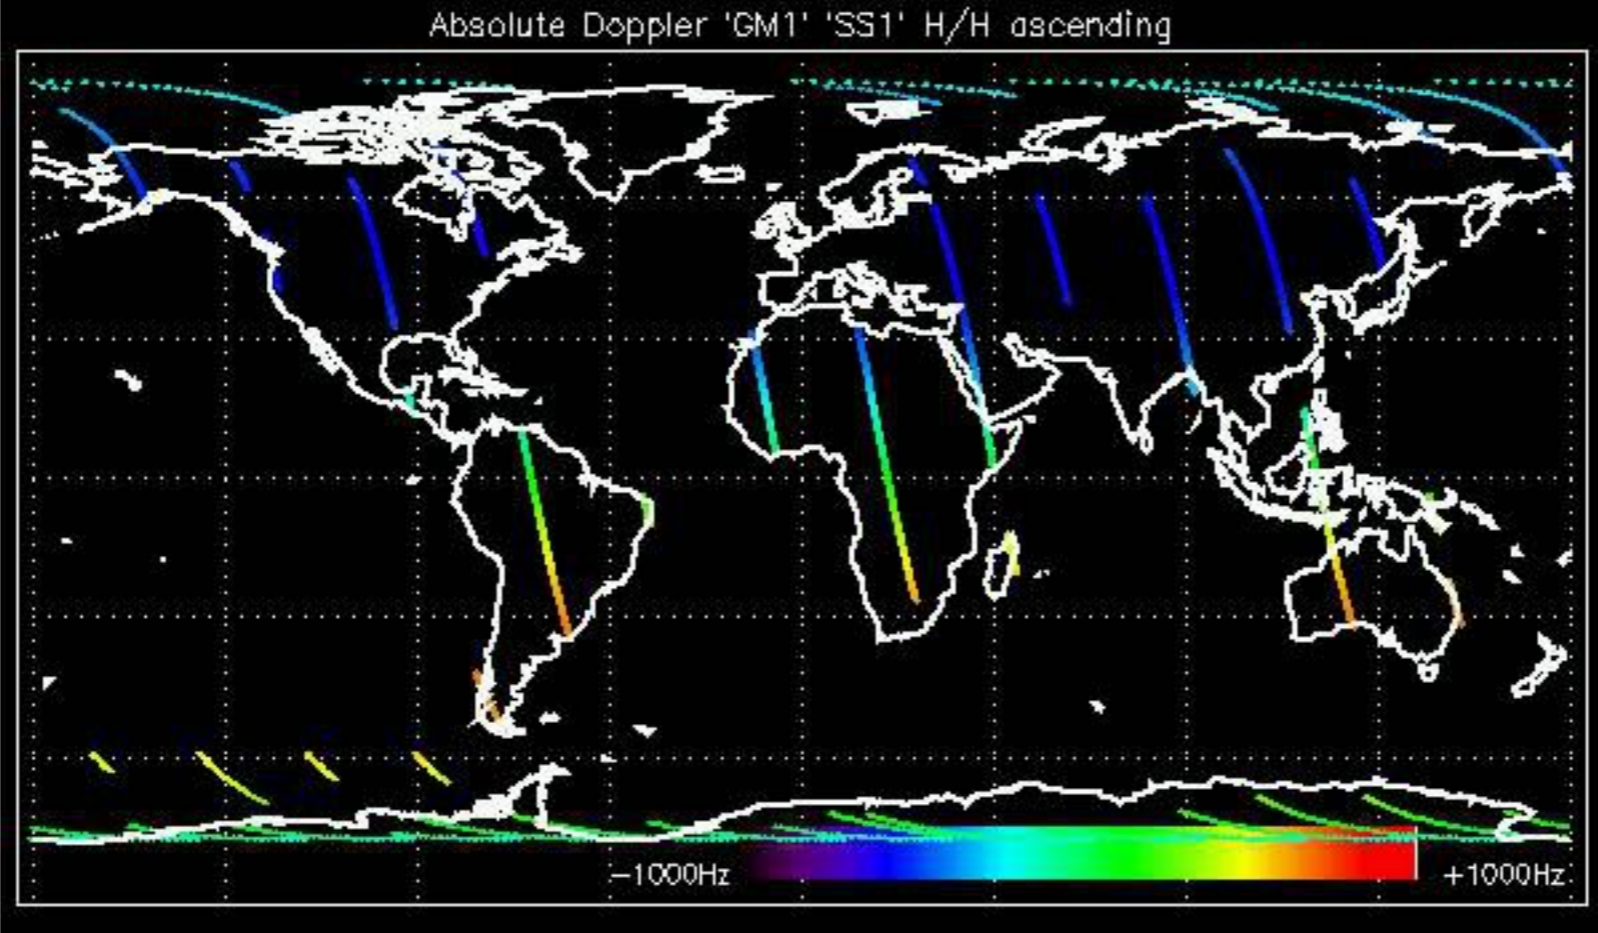 Absolute Doppler 'GM1' 'SS1' H/H ascending
-1000Hz +1000Hz